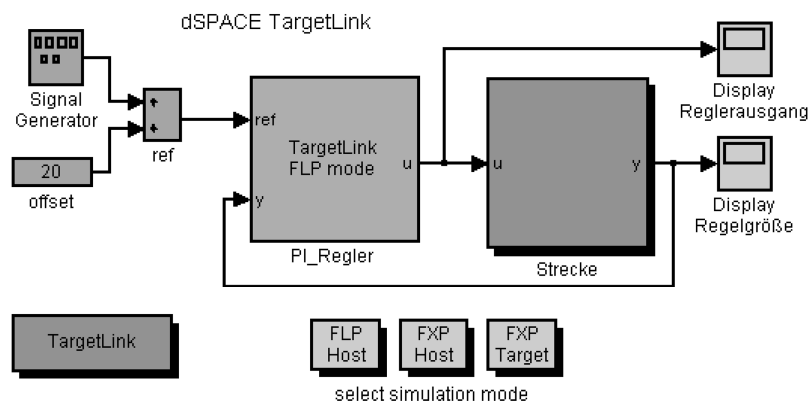 dSPACE TargetLink
Signal
Generator
+
+
ref
20
offset
ref
y
TargetLink
FLP mode
u
PI_Regler
u
y
Strecke
Display
Reglerausgang
Display
Regelgröße
TargetLink
FLP
Host
FXP
Host
FXP
Target
select simulation mode